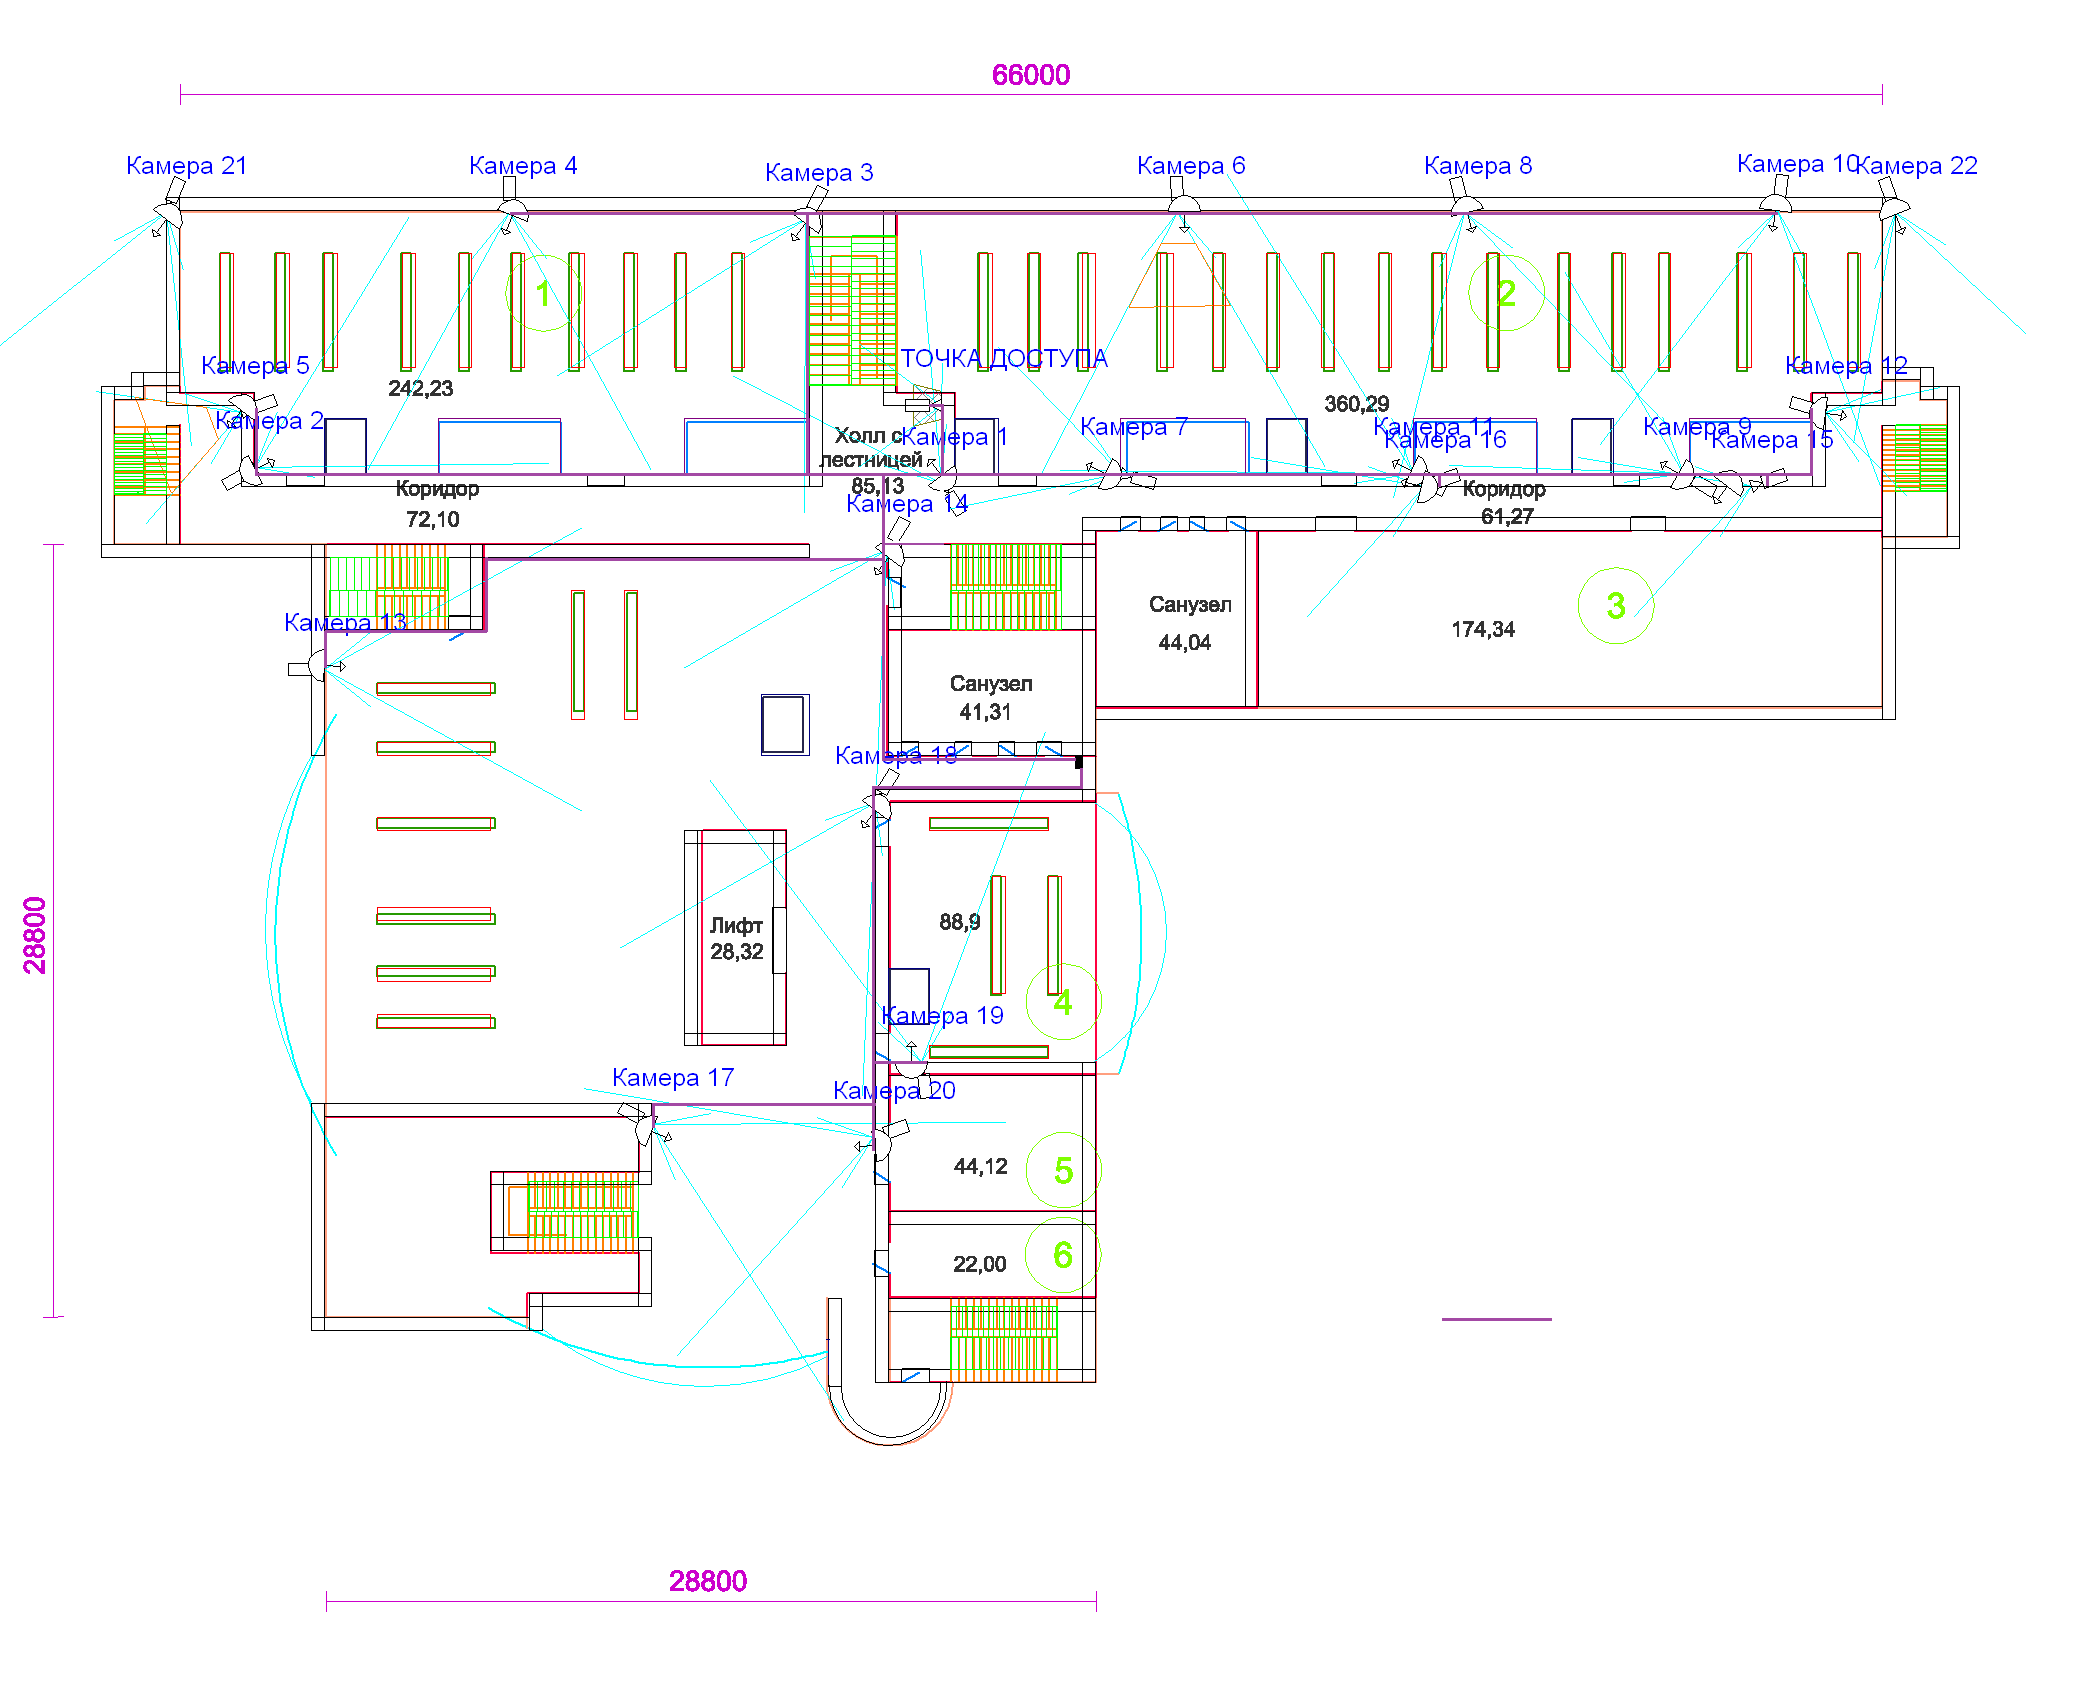 66000
Камера 21
Камера 4
Камера 3
Камера 6
Камера 8
Камера 10
Камера 22
1
2
Камера 5
ТОЧКА ДОСТУПА
Камера 12
242,23
360,29
Камера 2
Холл с
лестницей
85,13
Камера 1
Камера 7
Камера 11
Камера 16
Камера 9
Камера 15
Коридор
72,10
Камера 14
Коридор
61,27
Камера 13
Санузел
44,04
174,34
3
Санузел
41,31
Камера 18
Лифт
28,32
88,9
4
28800
Камера 19
Камера 17
Камера 20
44,12
5
22,00
6
28800